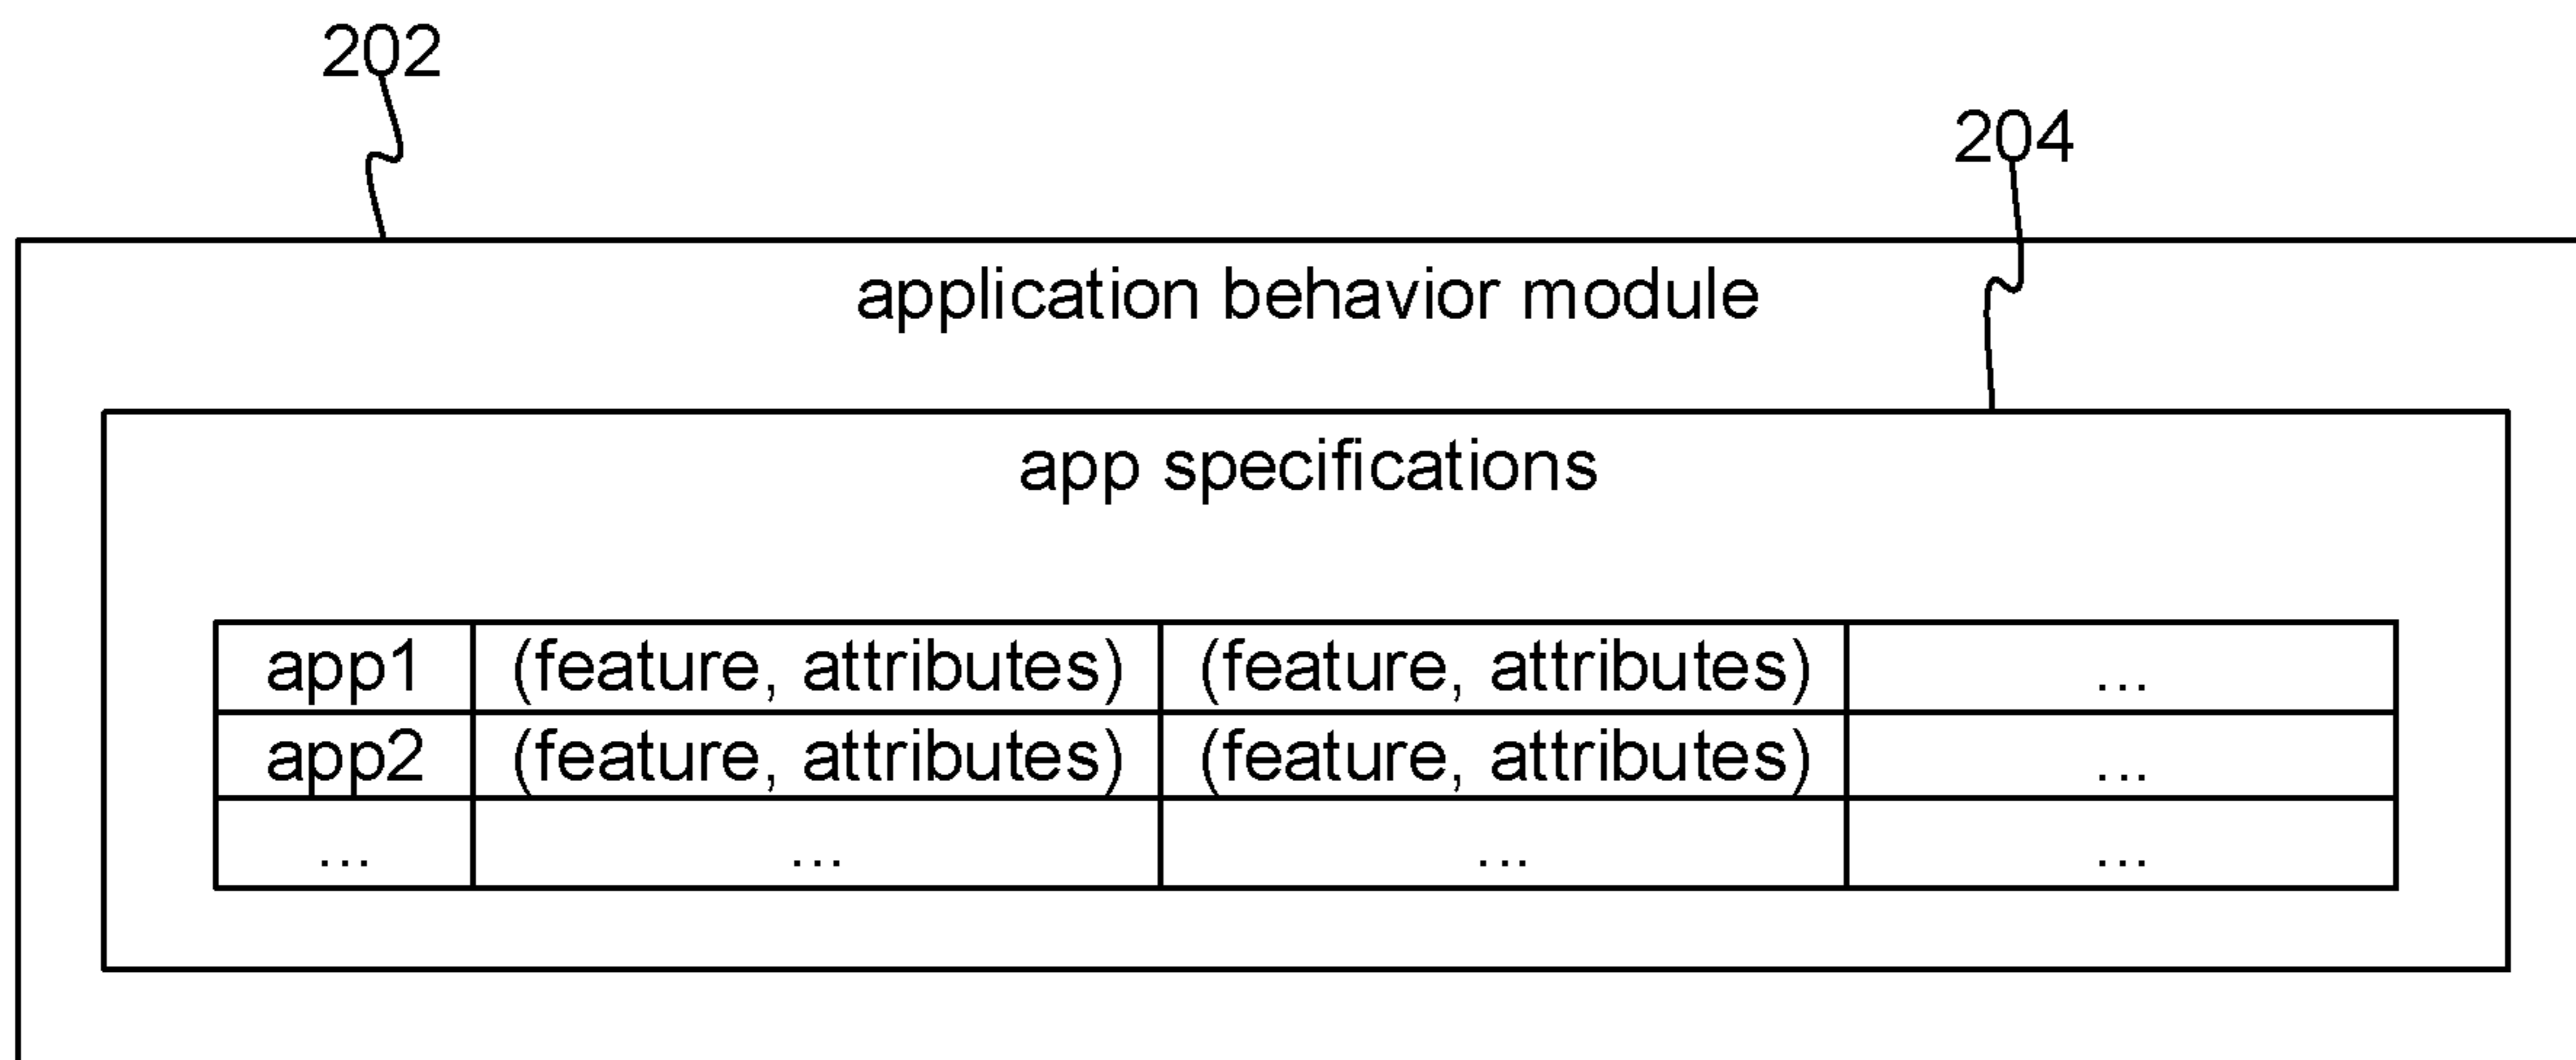 202
204
application behavior module
app specifications
app1 (feature, attributes) (feature, attributes) ...
app2 (feature, attributes) (feature, attributes) ...
... ... ... ...